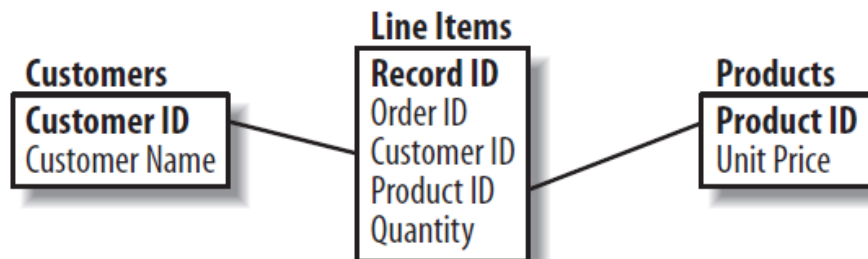 Customers
Customer ID
Customer Name
Line Items
Record ID
Order ID
Customer ID
Product ID
Quantity
Products
Product ID
Unit Price